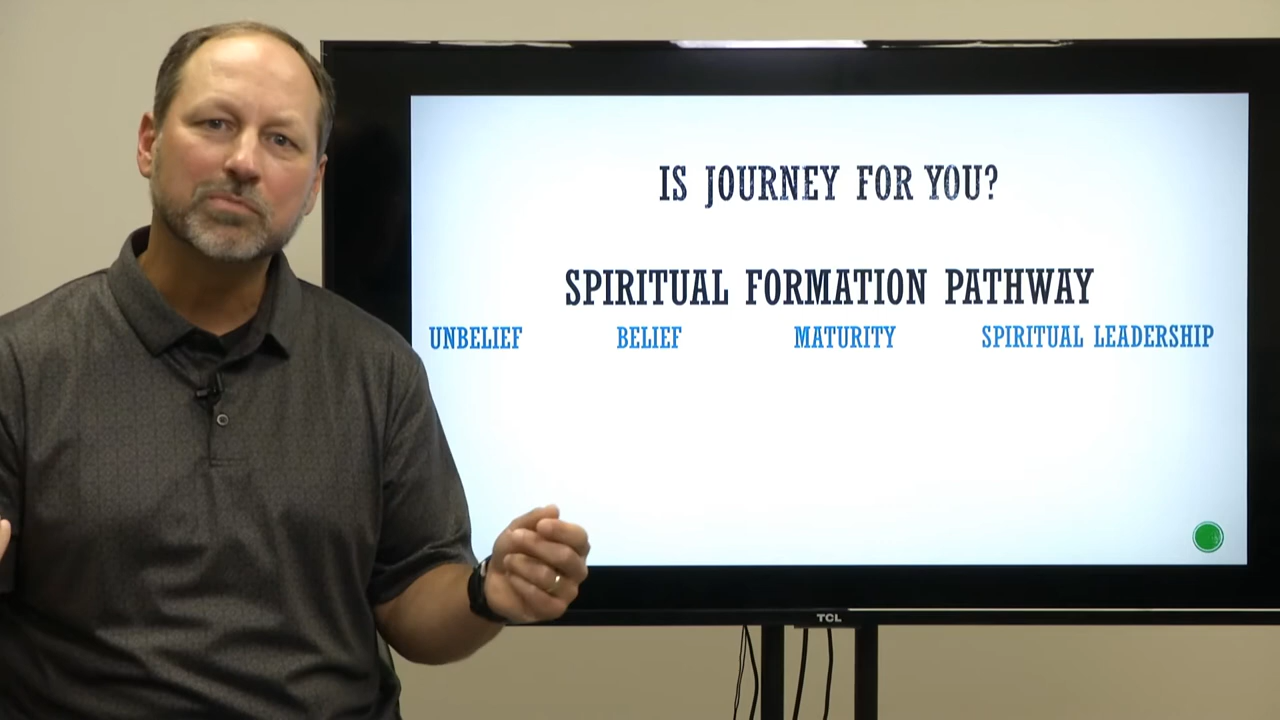 IS JOURNEY FOR YOU?
SPIRITUAL FORMATION PATHWAY
UNBELIEF BELIEF MATURITY SPIRITUAL LEADERSHIP
TCL